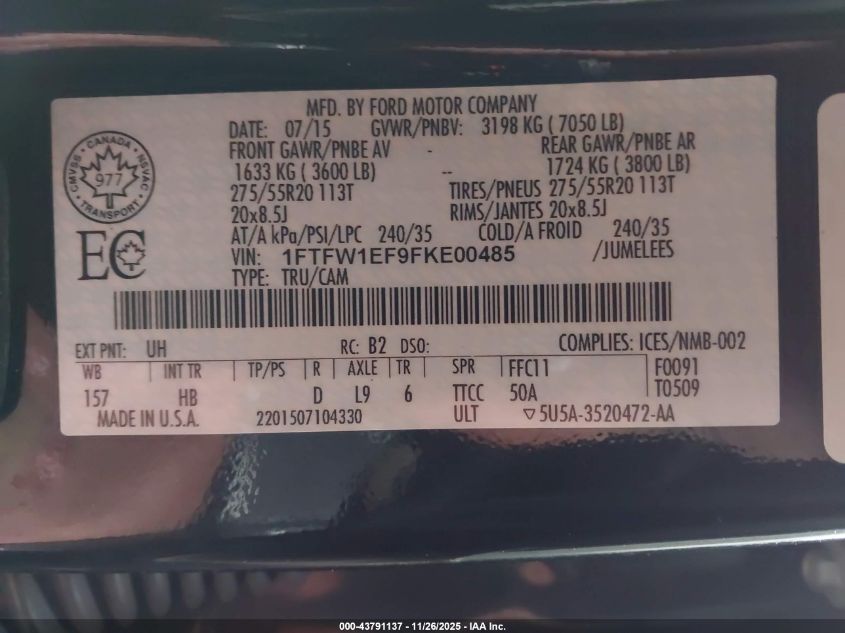 MFD. BY FORD MOTOR COMPANY
DATE: 07/15 GVWR/PNBV: 3198 KG ( 7050 LB)
FRONT GAWR/PNBE AV - REAR GAWR/PNBE AR
1633 KG ( 3600 LB) -- 1724 KG ( 3800 LB)
275/55R20 113T TIRES/PNEUS 275/55R20 113T
20x8.5J RIMS/JANTES 20x8.5J
AT/A kPa/PSI/LPC 240/35 COLD/A FROID 240/35
VIN: 1FTFW1EF9FKE00485 /JUMELEES
TYPE: TRU/CAM
CANADA
CMVSS NSVAC
977
TRANSPORT
EC
EXT PNT: UH RC: B2 DSO: COMPLIES: ICES/NMB-002
WB INT TR TP/PS R AXLE TR SPR FFC11 F0091
157 HB D L9 6 TTCC 50A T0509
MADE IN U.S.A. 2201507104330 ULT ▽5U5A-3520472-AA
000-43791137 - 11/26/2025 - IAA Inc.